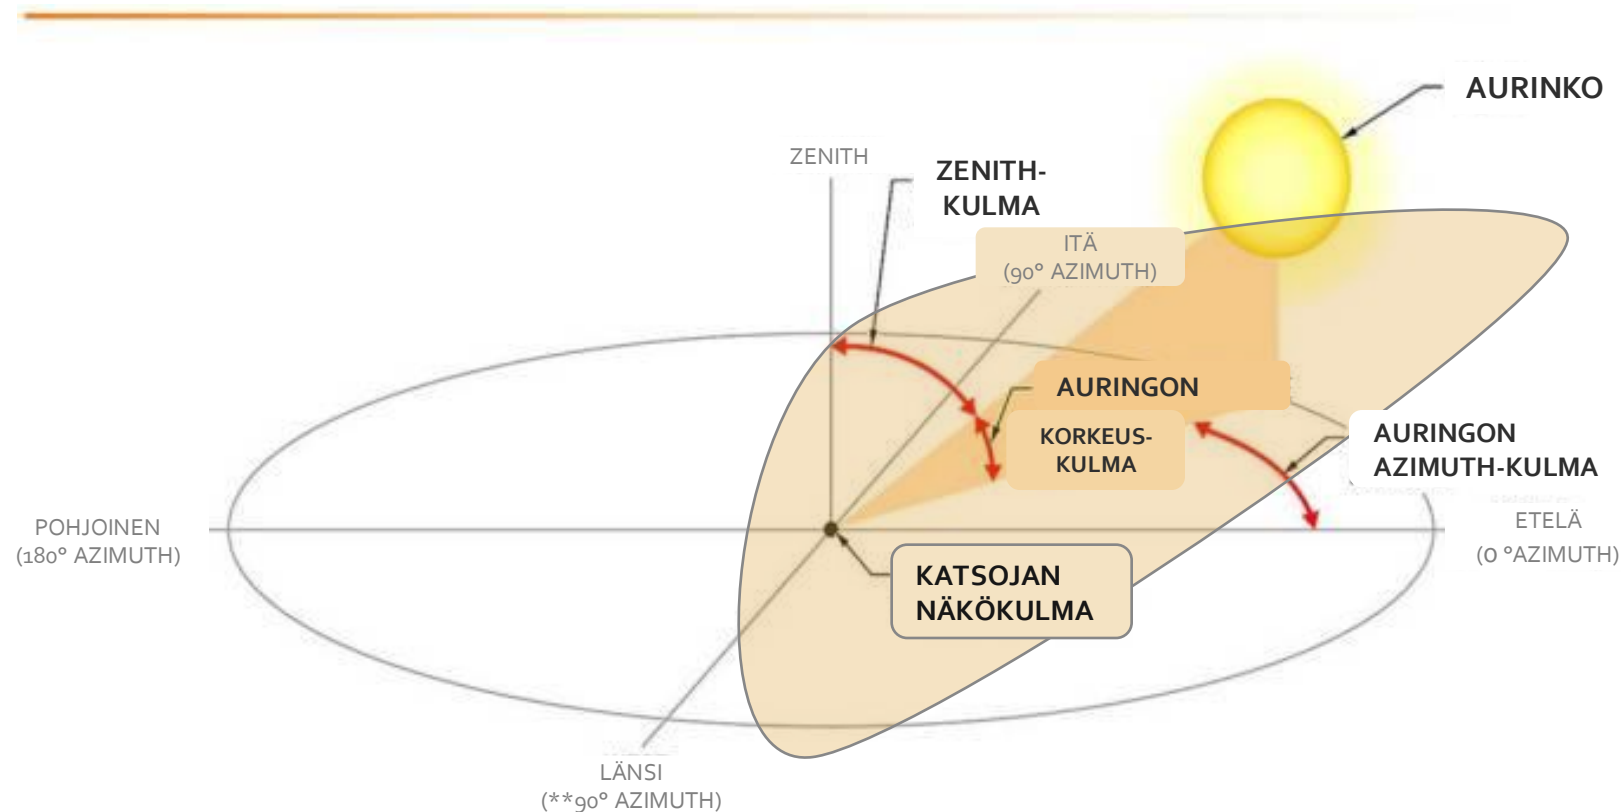 AURINKO
ZENITH
ZENITH-
KULMA
ITÄ
(90° AZIMUTH)
AURINGON
KORKEUS-
KULMA
AURINGON
AZIMUTH-KULMA
POHJOINEN
(180° AZIMUTH)
ETELÄ
(0 °AZIMUTH)
KATSOJAN
NÄKÖKULMA
LÄNSI
(**90° AZIMUTH)